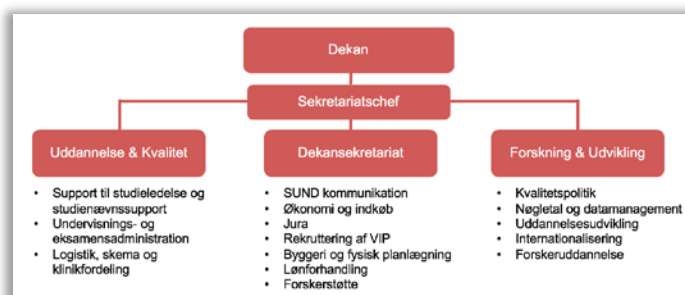 Dekan
Sekretariatschef
Uddannelse & Kvalitet
• Support til studieledelse og
studienævnssupport
• Undervisnings- og
eksamensadministration
• Logistik, skema og
klinikfordeling
Dekansekretariat
• SUND kommunikation
• Økonomi og indkøb
• Jura
• Rekruttering af VIP
• Byggeri og fysisk planlægning
• Lønforhandling
• Forskerstøtte
Forskning & Udvikling
• Kvalitetspolitik
• Nøgletal og datamanagement
• Uddannelsesudvikling
• Internationalisering
• Forskeruddannelse